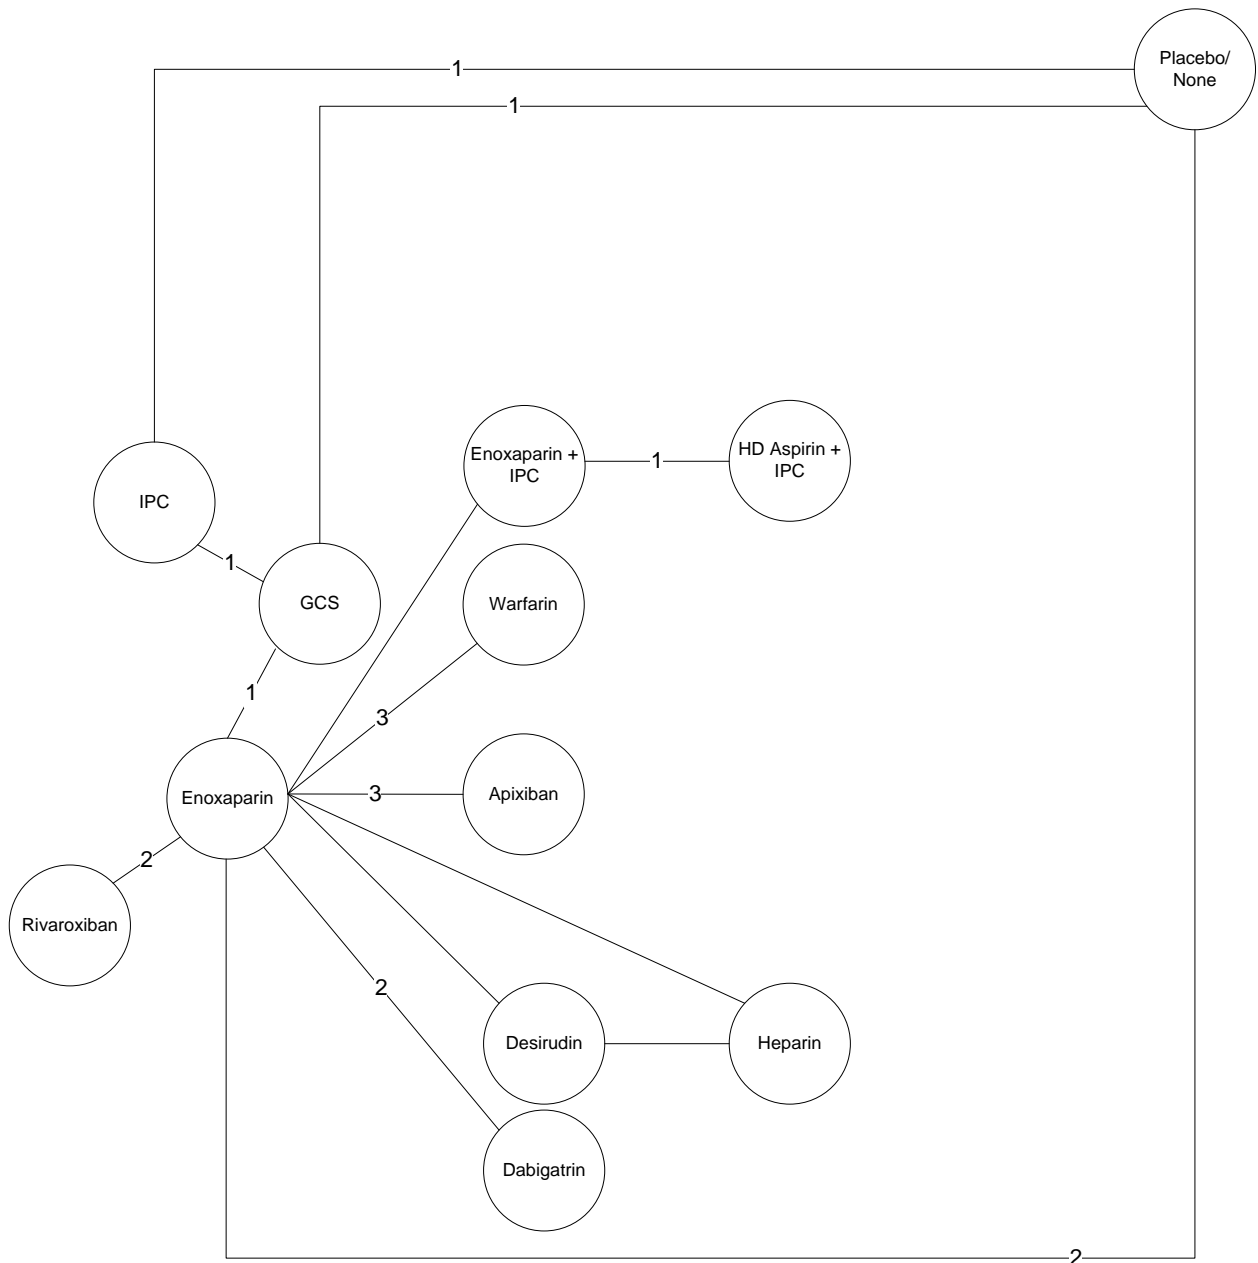 Placebo/
None
1
1
Enoxaparin +
IPC
1
HD Aspirin +
IPC
IPC
1
GCS
Warfarin
1
3
Enoxaparin
3
Apixiban
2
Rivaroxiban
2
Desirudin
Heparin
Dabigatrin
2